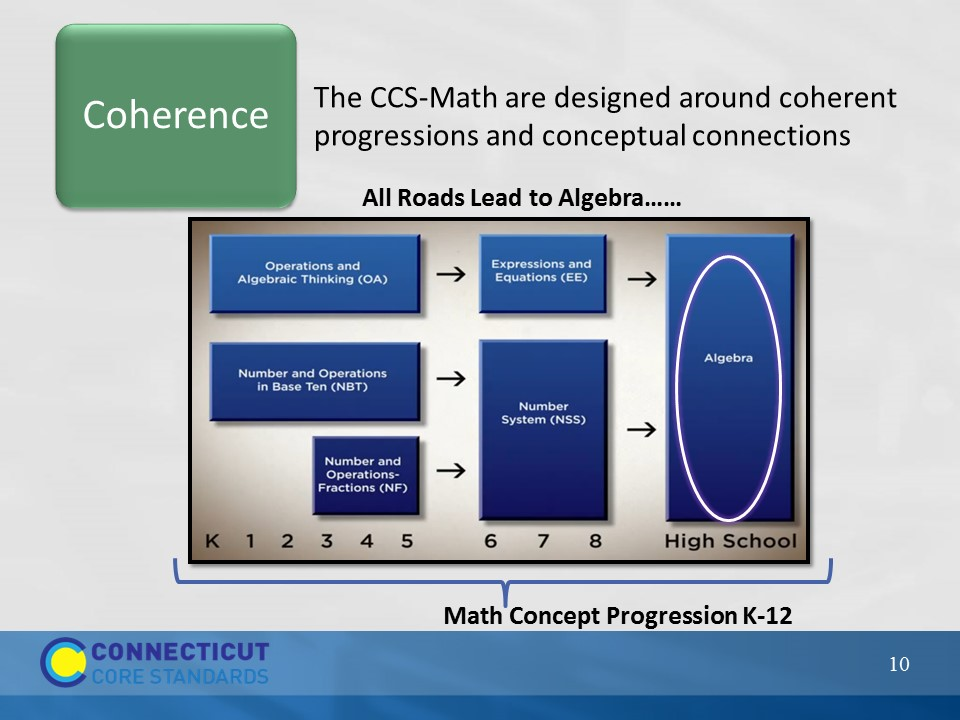 Coherence
The CCS-Math are designed around coherent
progressions and conceptual connections
All Roads Lead to Algebra……
Operations and
Algebraic Thinking (OA)
→
Expressions and
Equations (EE)
→
Number and Operations
in Base Ten (NBT)
→
Number
System (NSS)
→
Algebra
Number and
Operations-
Fractions (NF)
→
K 1 2 3 4 5 6 7 8 High School
Math Concept Progression K-12
CONNECTICUT
CORE STANDARDS
10